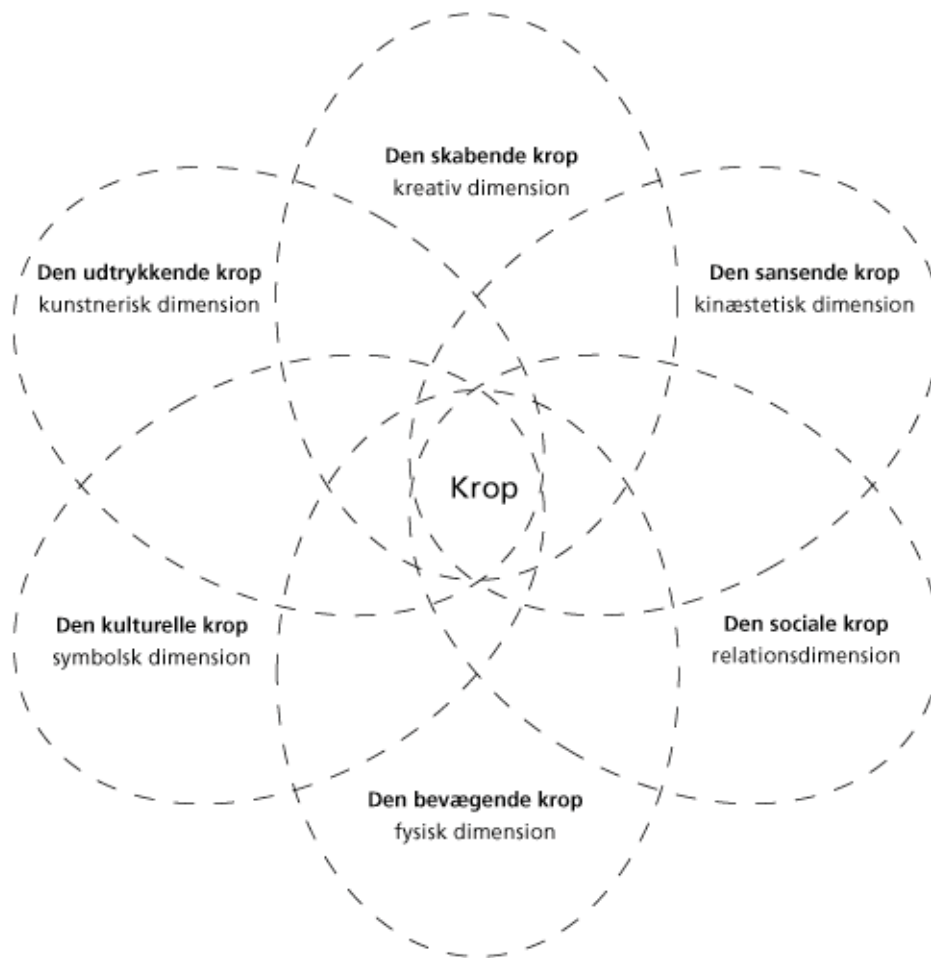 Den skabende krop
kreativ dimension
Den udtrykkende krop
kunstnerisk dimension
Den sansende krop
kinæstetisk dimension
Krop
Den kulturelle krop
symbolsk dimension
Den sociale krop
relationsdimension
Den bevægende krop
fysisk dimension